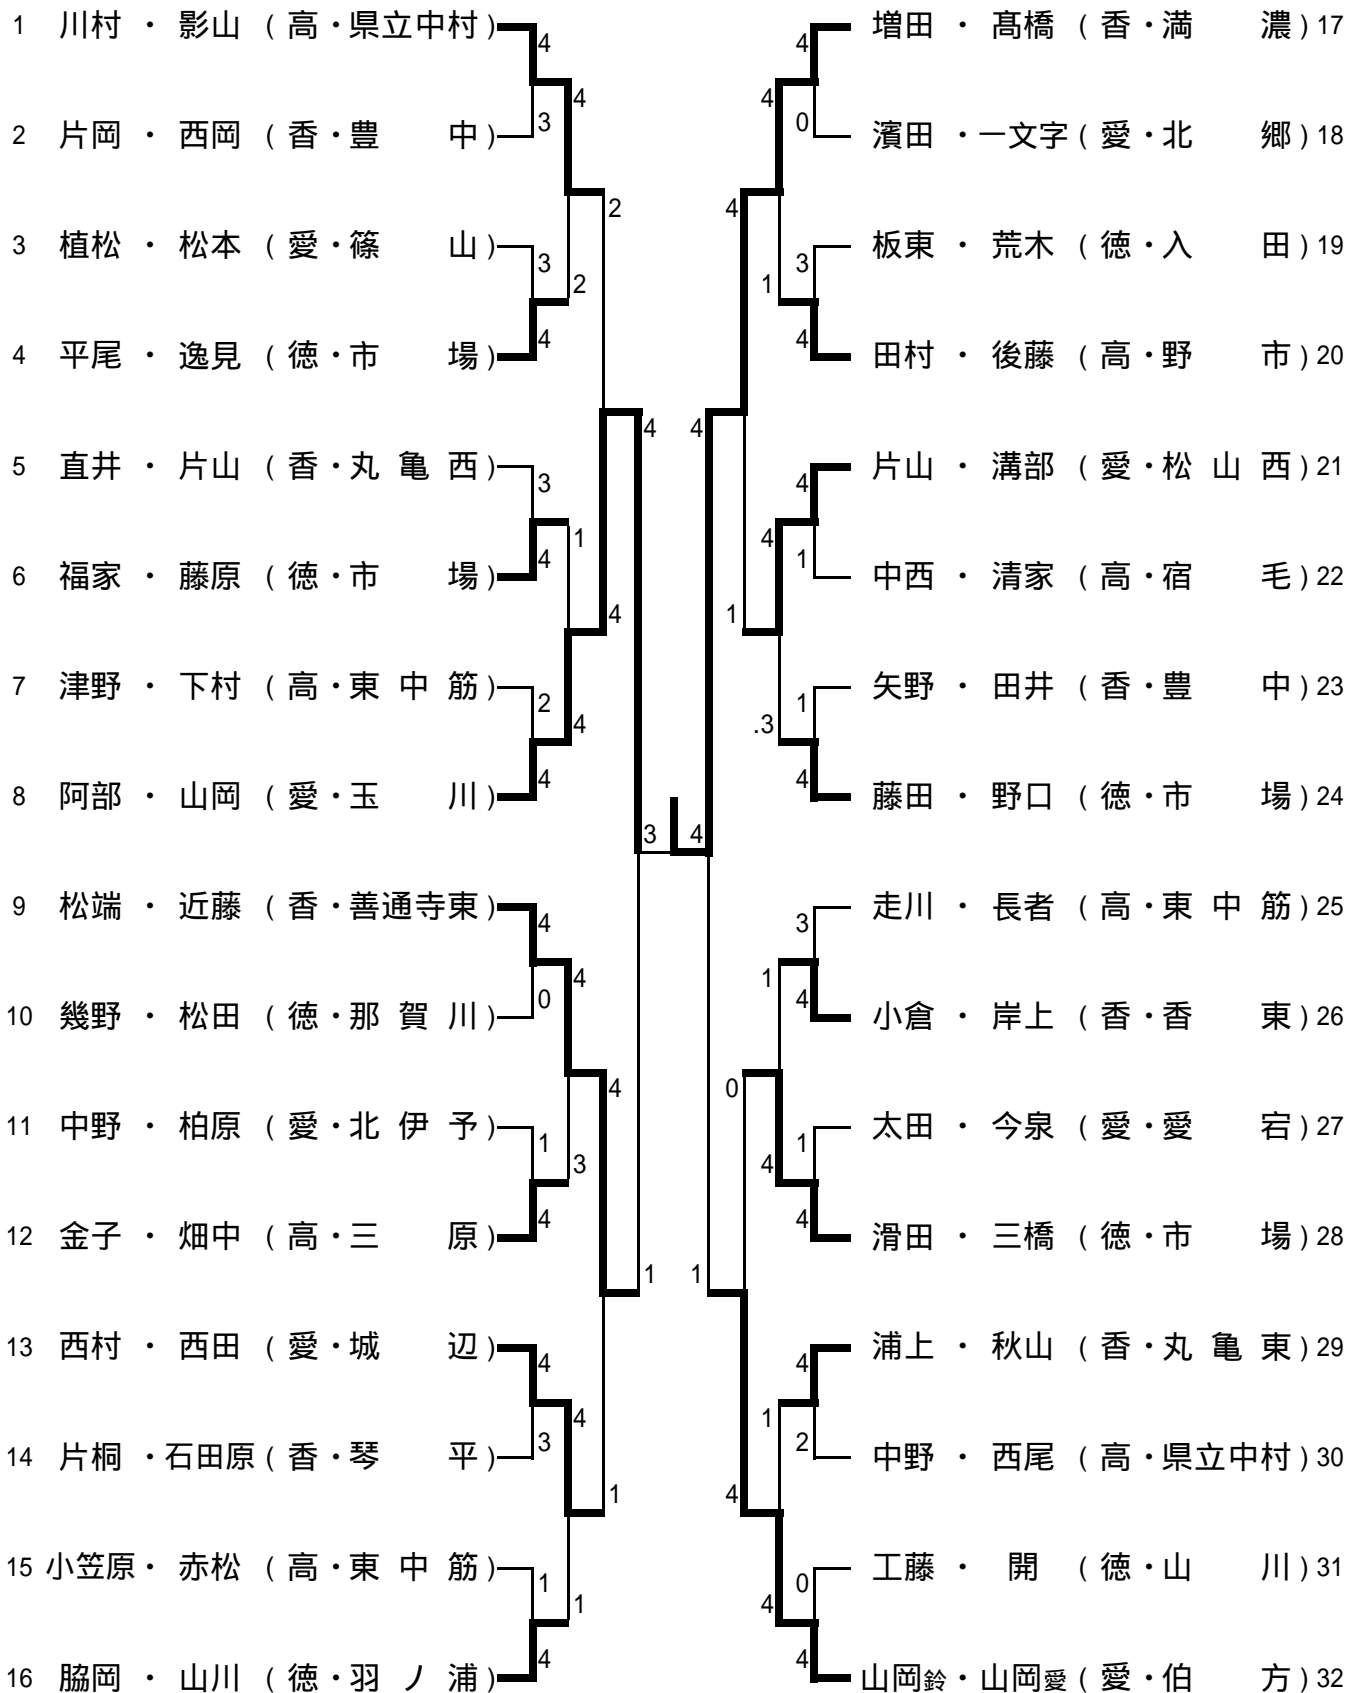 1 川村 ・ 影山 ( 高・県立中村 )
4
4
2 片岡 ・ 西岡 ( 香・豊 中 )
3
2
3 植松 ・ 松本 ( 愛・篠 山 )
3
2
4 平尾 ・ 逸見 ( 徳・市 場 )
4
4
5 直井 ・ 片山 ( 香・丸 亀 西 )
3
1
6 福家 ・ 藤原 ( 徳・市 場 )
4
4
7 津野 ・ 下村 ( 高・東 中 筋 )
2
4
8 阿部 ・ 山岡 ( 愛・玉 川 )
4
3
9 松端 ・ 近藤 ( 香・善通寺東 )
4
4
10 幾野 ・ 松田 ( 徳・那 賀 川 )
0
4
11 中野 ・ 柏原 ( 愛・北 伊 予 )
1
3
12 金子 ・ 畑中 ( 高・三 原 )
4
1
13 西村 ・ 西田 ( 愛・城 辺 )
4
4
14 片桐 ・石田原 ( 香・琴 平 )
3
1
15 小笠原・ 赤松 ( 高・東 中 筋 )
1
1
16 脇岡 ・ 山川 ( 徳・羽 ノ 浦 )
4
増田 ・ 髙橋 ( 香・満 濃 ) 17
4
4
濱田 ・一文字 ( 愛・北 郷 ) 18
0
4
板東 ・ 荒木 ( 徳・入 田 ) 19
3
1
田村 ・ 後藤 ( 高・野 市 ) 20
4
4
片山 ・ 溝部 ( 愛・松 山 西 ) 21
4
4
中西 ・ 清家 ( 高・宿 毛 ) 22
1
1
矢野 ・ 田井 ( 香・豊 中 ) 23
1
.3
藤田 ・ 野口 ( 徳・市 場 ) 24
4
4
走川 ・ 長者 ( 高・東 中 筋 ) 25
3
1
小倉 ・ 岸上 ( 香・香 東 ) 26
4
0
太田 ・ 今泉 ( 愛・愛 宕 ) 27
1
4
滑田 ・ 三橋 ( 徳・市 場 ) 28
4
1
浦上 ・ 秋山 ( 香・丸 亀 東 ) 29
4
1
中野 ・ 西尾 ( 高・県立中村 ) 30
2
4
工藤 ・ 開 ( 徳・山 川 ) 31
0
4
山岡鈴・山岡愛 ( 愛・伯 方 ) 32
4